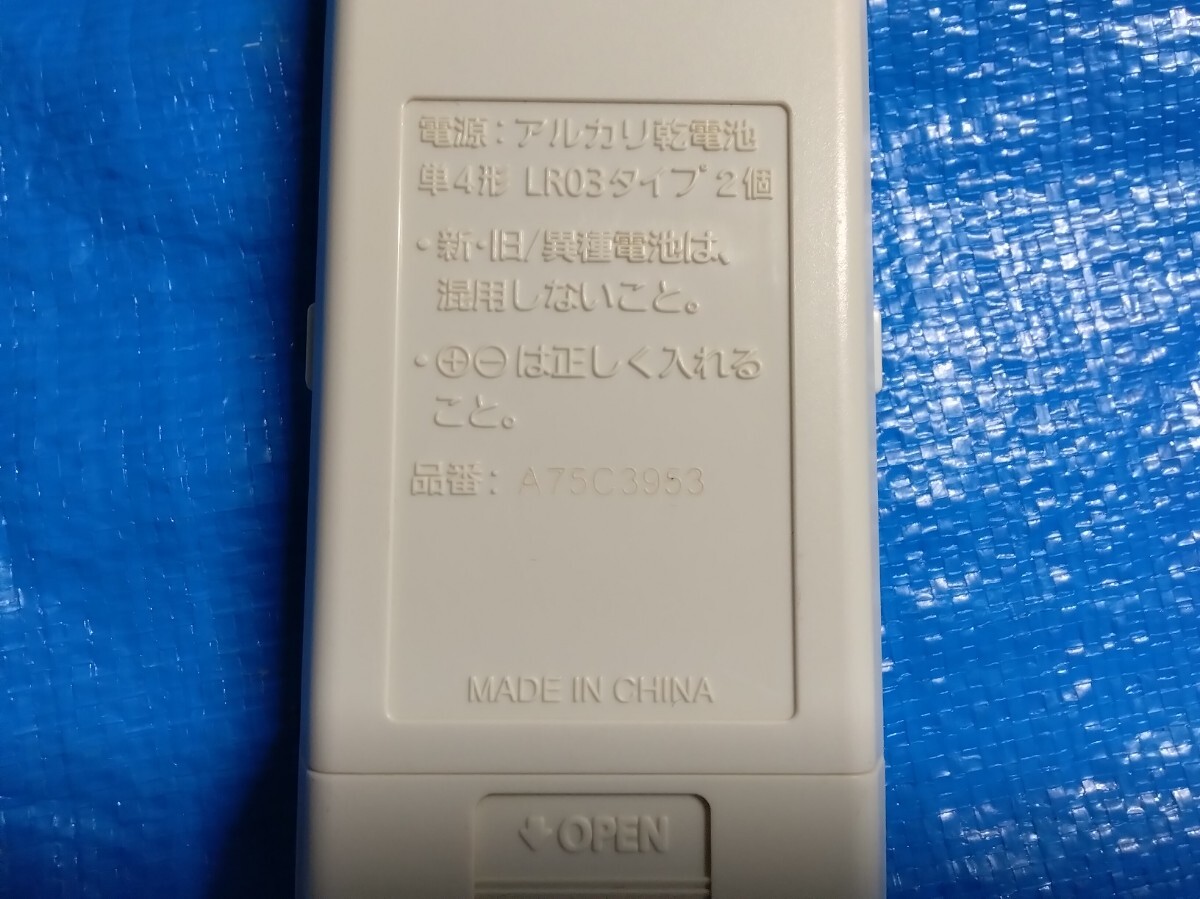 電源:アルカリ乾電池
単4形 LR03タイプ2個
・新・旧/異種電池は、
混用しないこと。
・⊕⊖は正しく入れる
こと。
品番: A75C3953
MADE IN CHINA
OPEN